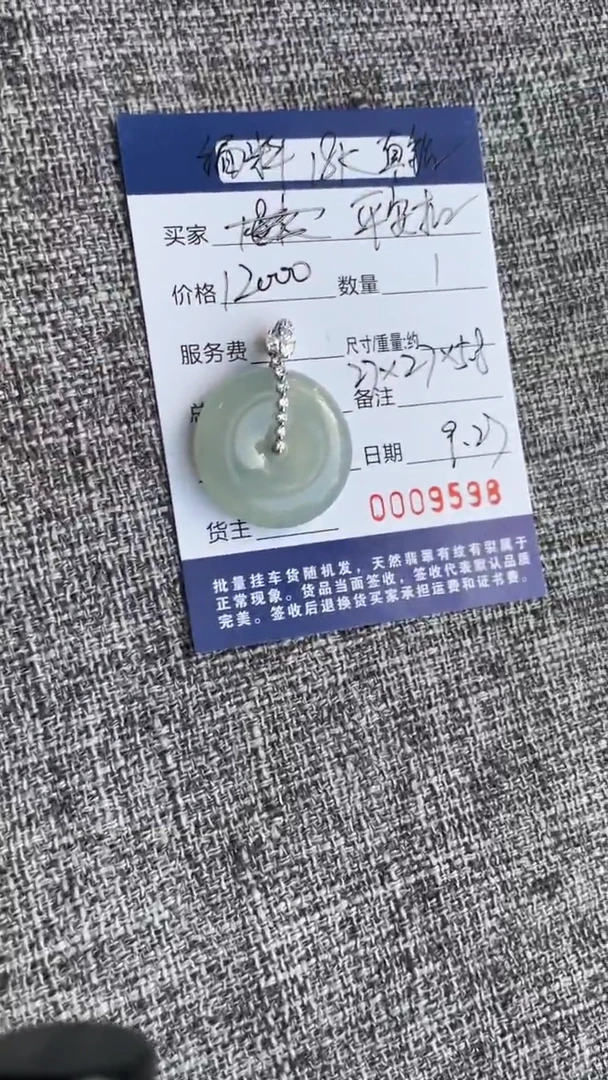 18K 真钻
买家 平安扣
价格 12000 数量 1
服务费 尺寸/重量:约 27×27×5.8
备注
日期 9.27
0009598
货主
批量挂车货随机发，天然翡翠有纹有裂属于
正常现象。货品当面签收，签收代表默认品质
完美。签收后退换货买家承担运费和证书费。